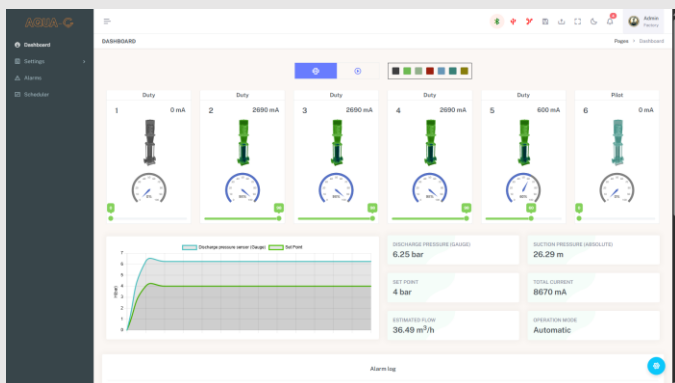 AQUA-G
Admin
DASHBOARD
Pages › Dashboard
Dashboard
Settings
Alarms
Scheduler
Duty
Duty
Duty
Duty
Duty
Pilot
1
0 mA
2
2690 mA
3
2690 mA
4
2690 mA
5
600 mA
6
0 mA
Discharge pressure sensor (Gauge)
Set Point
7
6
5
4
3
2
1
0
H(bar)
DISCHARGE PRESSURE (GAUGE)
6.25 bar
SUCTION PRESSURE (ABSOLUTE)
26.29 m
SET POINT
4 bar
TOTAL CURRENT
8670 mA
ESTIMATED FLOW
36.49 m³/h
OPERATION MODE
Automatic
Alarm log